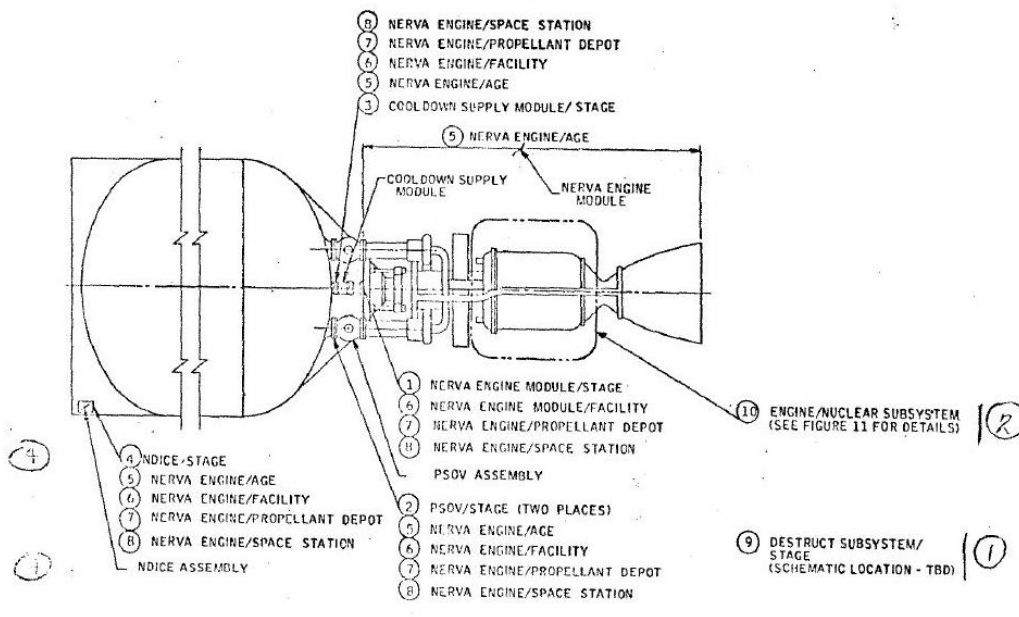 ⑧ NERVA ENGINE/SPACE STATION
⑦ NERVA ENGINE/PROPELLANT DEPOT
⑥ NERVA ENGINE/FACILITY
⑤ NERVA ENGINE/AGE
③ COOLDOWN SUPPLY MODULE/STAGE
⑤ NERVA ENGINE/AGE
COOLDOWN SUPPLY
MODULE
NERVA ENGINE
MODULE
① NERVA ENGINE MODULE/STAGE
⑥ NERVA ENGINE MODULE/FACILITY
⑦ NERVA ENGINE/PROPELLANT DEPOT
⑧ NERVA ENGINE/SPACE STATION
PSOV ASSEMBLY
⑩ ENGINE/NUCLEAR SUBSYSTEM
(SEE FIGURE 11 FOR DETAILS)
②
④ NDICE/STAGE
⑤ NERVA ENGINE/AGE
⑥ NERVA ENGINE/FACILITY
⑦ NERVA ENGINE/PROPELLANT DEPOT
⑧ NERVA ENGINE/SPACE STATION
NDICE ASSEMBLY
② PSOV/STAGE (TWO PLACES)
⑤ NERVA ENGINE/AGE
⑥ NERVA ENGINE/FACILITY
⑦ NERVA ENGINE/PROPELLANT DEPOT
⑧ NERVA ENGINE/SPACE STATION
⑨ DESTRUCT SUBSYSTEM/
STAGE
(SCHEMATIC LOCATION - TBD)
①